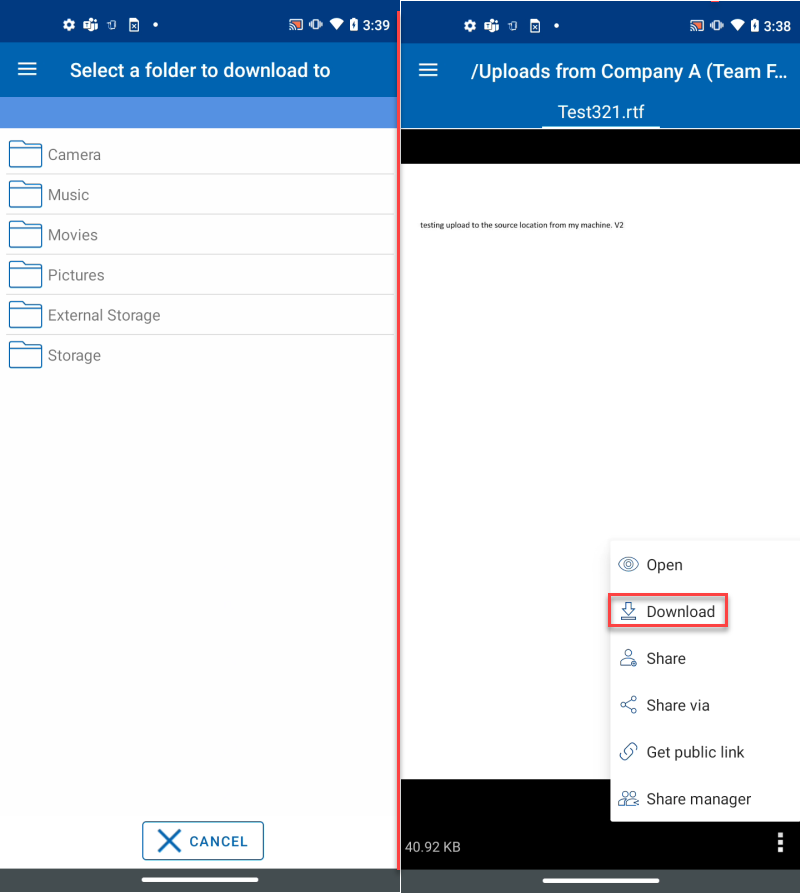 3:39
Select a folder to download to
Camera
Music
Movies
Pictures
External Storage
Storage
CANCEL
3:38
/Uploads from Company A (Team F...
Test321.rtf
testing upload to the source location from my machine. V2
Open
Download
Share
Share via
Get public link
Share manager
40.92 KB